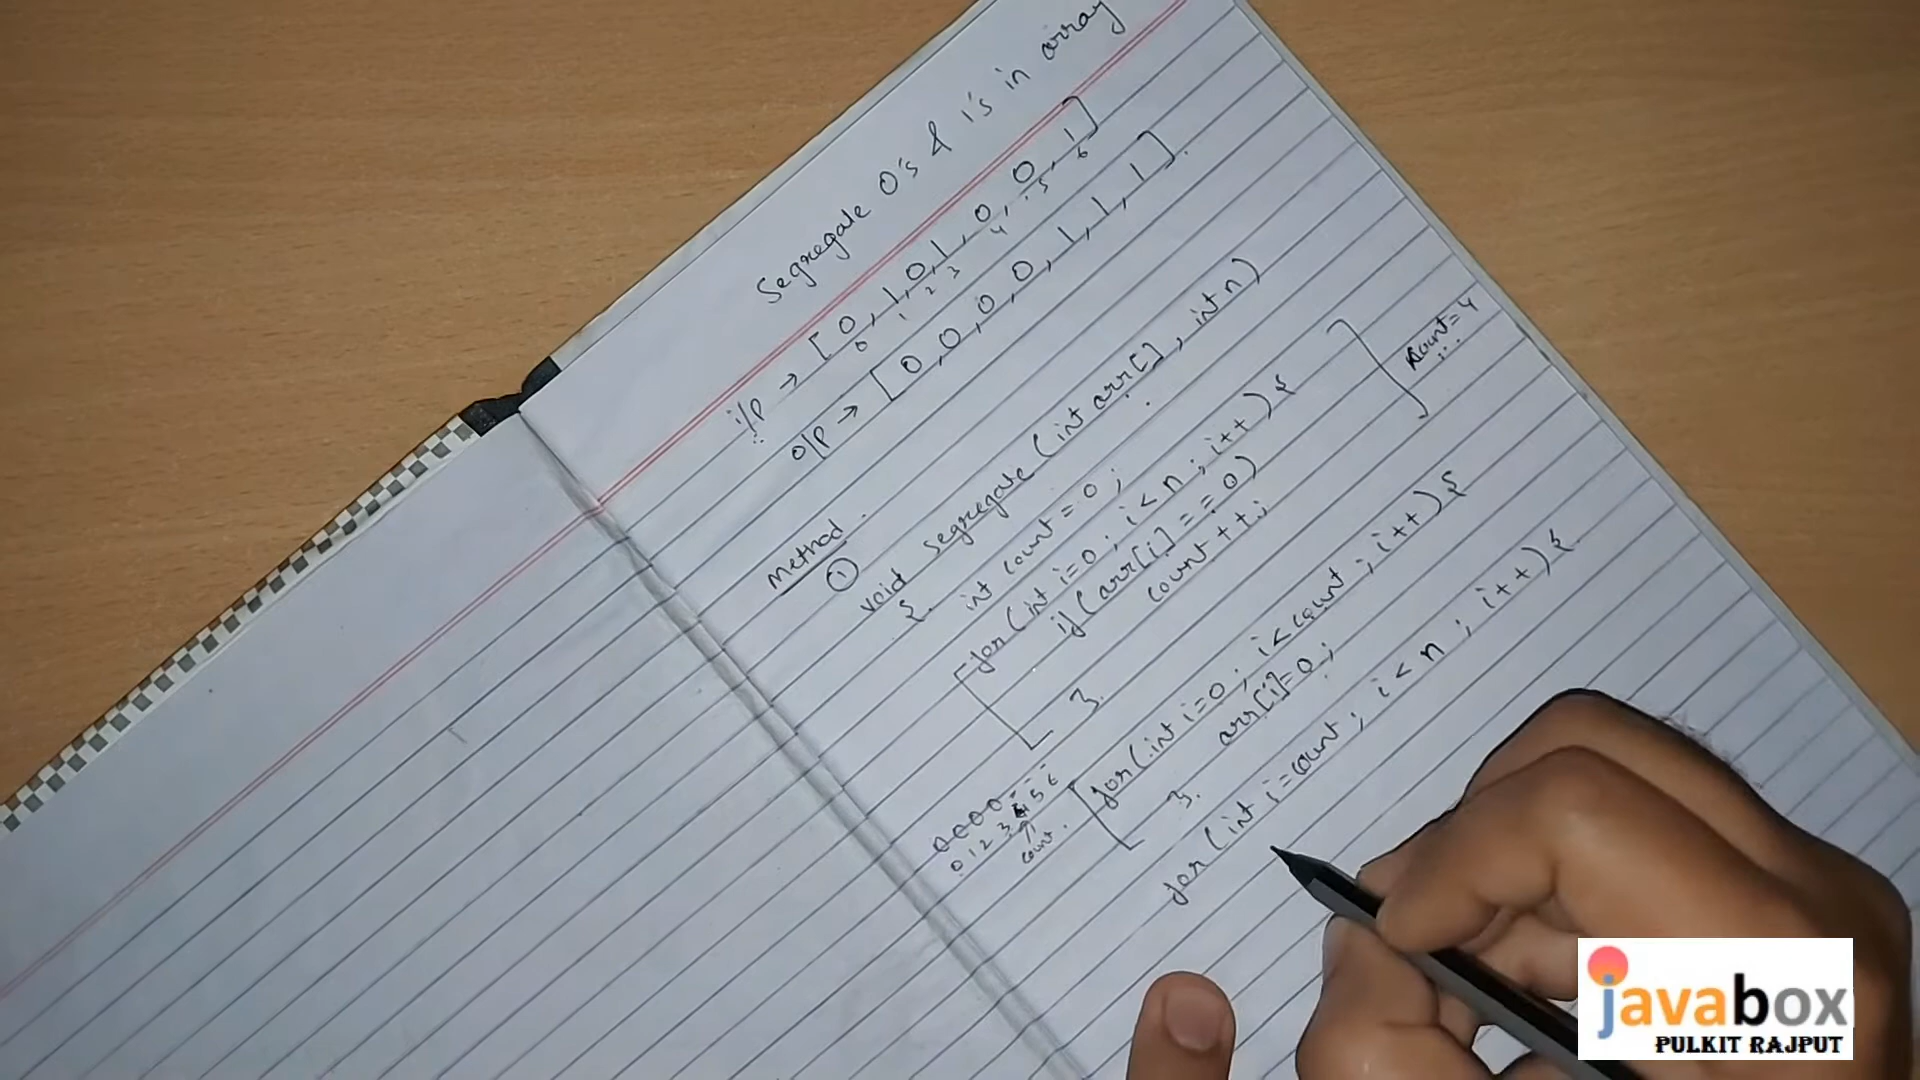 Segregate 0's & 1's in array
i/p → [ 0, 1, 0, 1, 0, 0, 1 ]
0 1 2 3 4 5 6
o/p → [ 0, 0, 0, 0, 1, 1, 1 ].
Method.
①
void segregate (int arr[], int n)
{. int count = 0;
for (int i=0; i < n; i++) {
if (arr[i] == 0)
count ++;
}.
count = 4
for (int i=0; i < count; i++) {
arr[i]=0;
}.
0 0 0 0 - - -
0 1 2 3 4 5 6
count.
for (int i=count; i < n; i++) {.
javabox
PULKIT RAJPUT